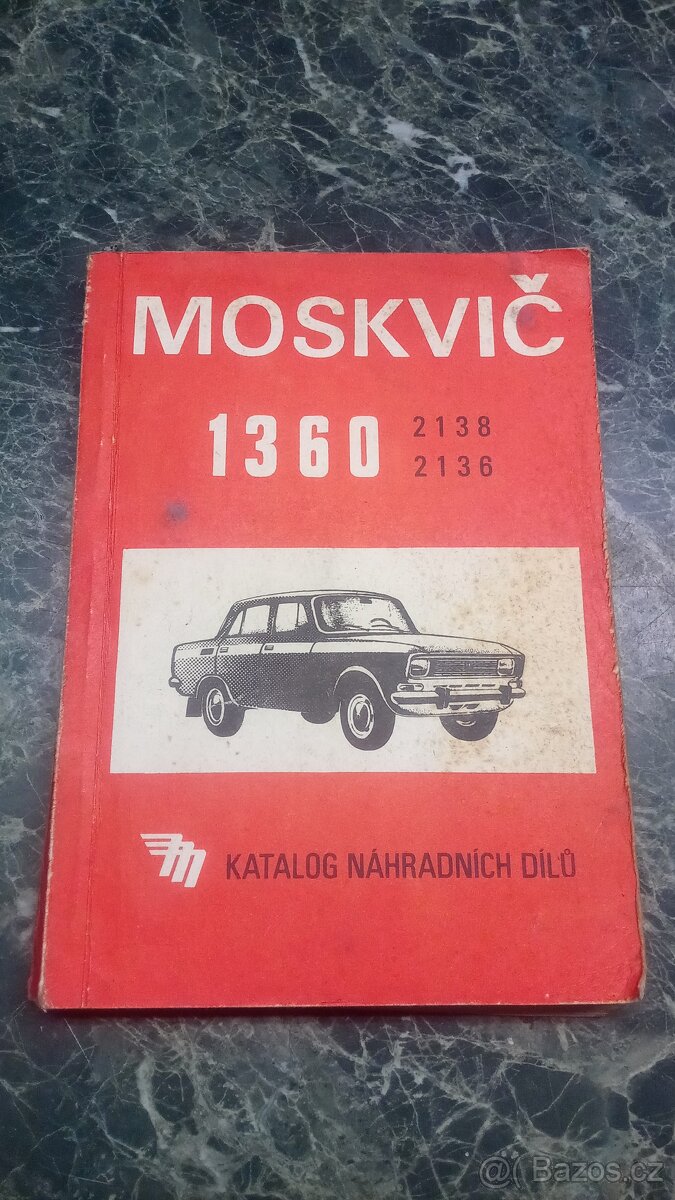 MOSKVIČ
1360 2138
2136
KATALOG NÁHRADNÍCH DÍLŮ
@ Bazos.cz